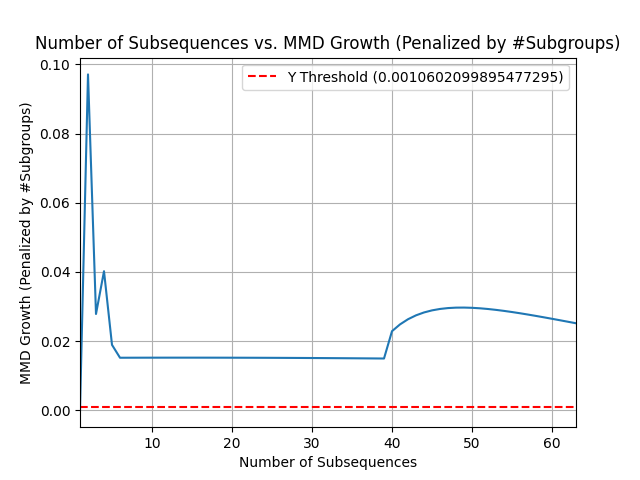 Number of Subsequences vs. MMD Growth (Penalized by #Subgroups)
Y Threshold (0.0010602099895477295)
MMD Growth (Penalized by #Subgroups)
0.10
0.08
0.06
0.04
0.02
0.00
10 20 30 40 50 60
Number of Subsequences